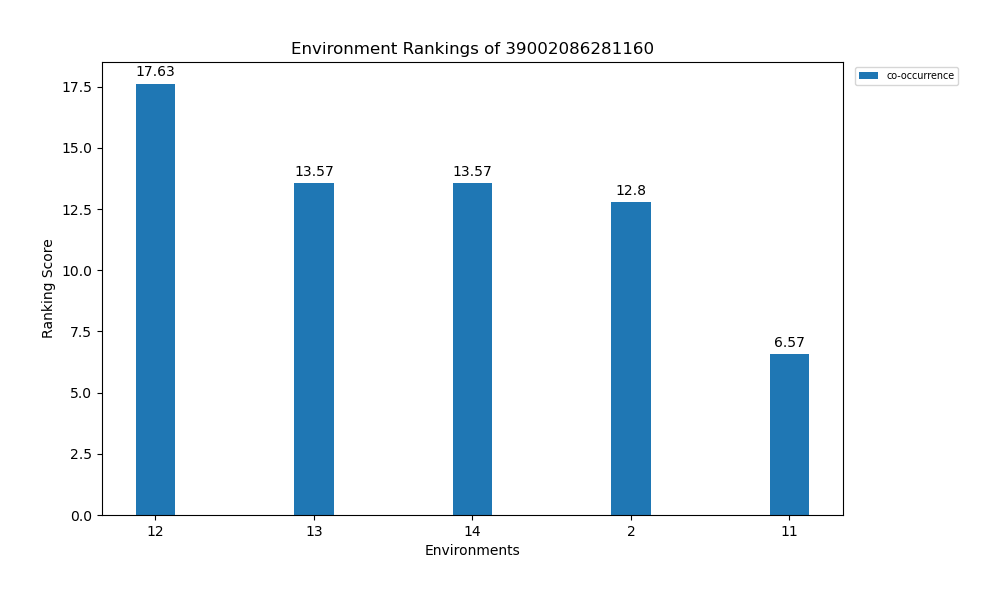 Environment Rankings of 39002086281160
17.63
13.57
13.57
12.8
6.57
co-occurrence
17.5
15.0
12.5
10.0
7.5
5.0
2.5
0.0
Ranking Score
12 13 14 2 11
Environments